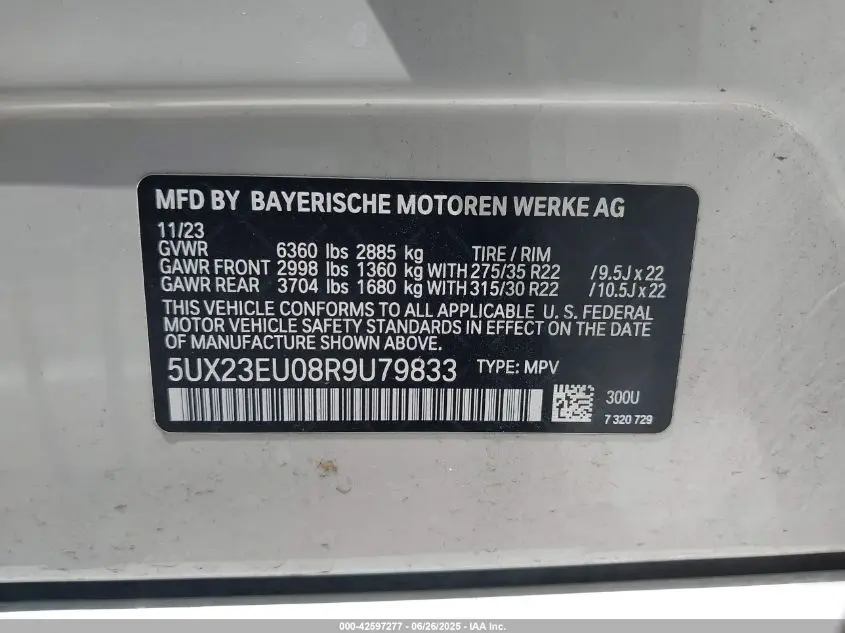 MFD BY BAYERISCHE MOTOREN WERKE AG
11/23
GVWR 6360 lbs 2885 kg TIRE / RIM
GAWR FRONT 2998 lbs 1360 kg WITH 275/35 R22 /9.5J x 22
GAWR REAR 3704 lbs 1680 kg WITH 315/30 R22 /10.5J x 22
THIS VEHICLE CONFORMS TO ALL APPLICABLE U. S. FEDERAL
MOTOR VEHICLE SAFETY STANDARDS IN EFFECT ON THE DATE
OF MANUFACTURE SHOWN ABOVE.
5UX23EU08R9U79833 TYPE: MPV
300U
7 320 729
000-42597277 - 06/26/2025 - IAA Inc.